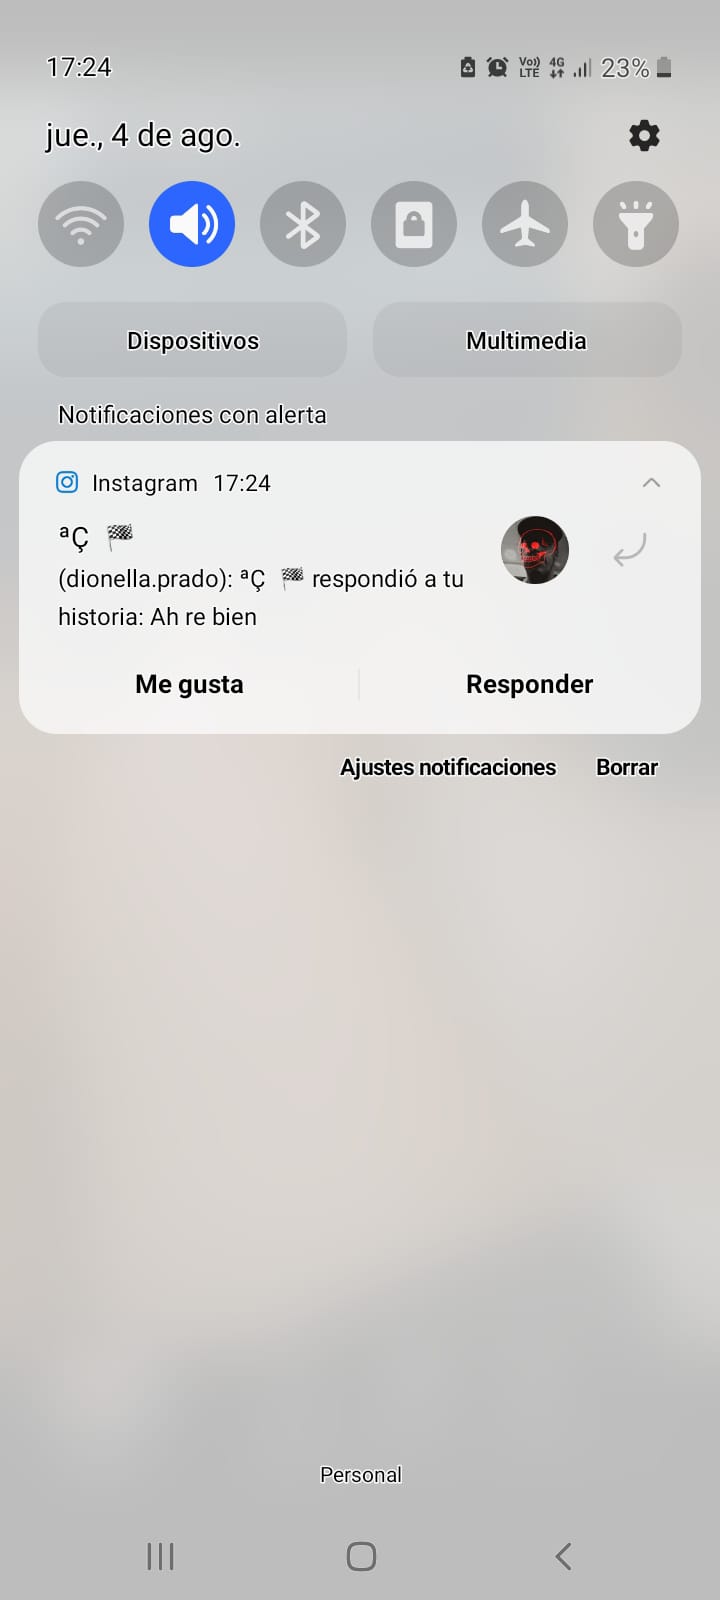 17:24
Vo)) LTE 4G 23%
jue., 4 de ago.
Dispositivos Multimedia
Notificaciones con alerta
Instagram 17:24
ªÇ 🏁
(dionella.prado): ªÇ 🏁 respondió a tu
historia: Ah re bien
Me gusta Responder
Ajustes notificaciones Borrar
Personal